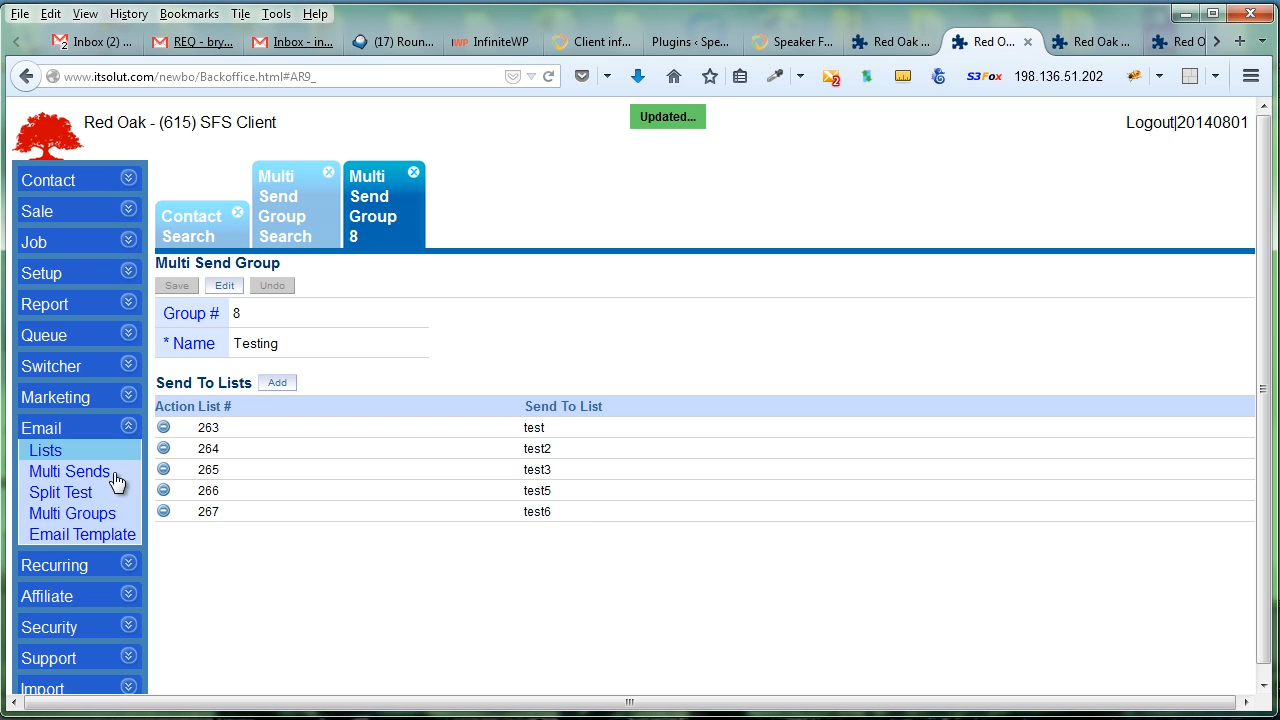 File Edit View History Bookmarks Tile Tools Help
2 Inbox (2) ... REQ - bry... Inbox - in... (17) Roun... IWP InfiniteWP Client inf... Plugins ‹ Spe... Speaker F... Red Oak ... Red O... Red Oak ... Red O
www.itsolut.com/newbo/Backoffice.html#AR9_ 2 S3Fox 198.136.51.202
Updated...
Red Oak - (615) SFS Client Logout|20140801
Contact
Sale
Job
Setup
Report
Queue
Switcher
Marketing
Email
Lists
Multi Sends
Split Test
Multi Groups
Email Template
Recurring
Affiliate
Security
Support
Import
Contact
Search
Multi
Send
Group
Search
Multi
Send
Group
8
Multi Send Group
Save Edit Undo
Group # 8
* Name Testing
Send To Lists Add
Action List # Send To List
263 test
264 test2
265 test3
266 test5
267 test6